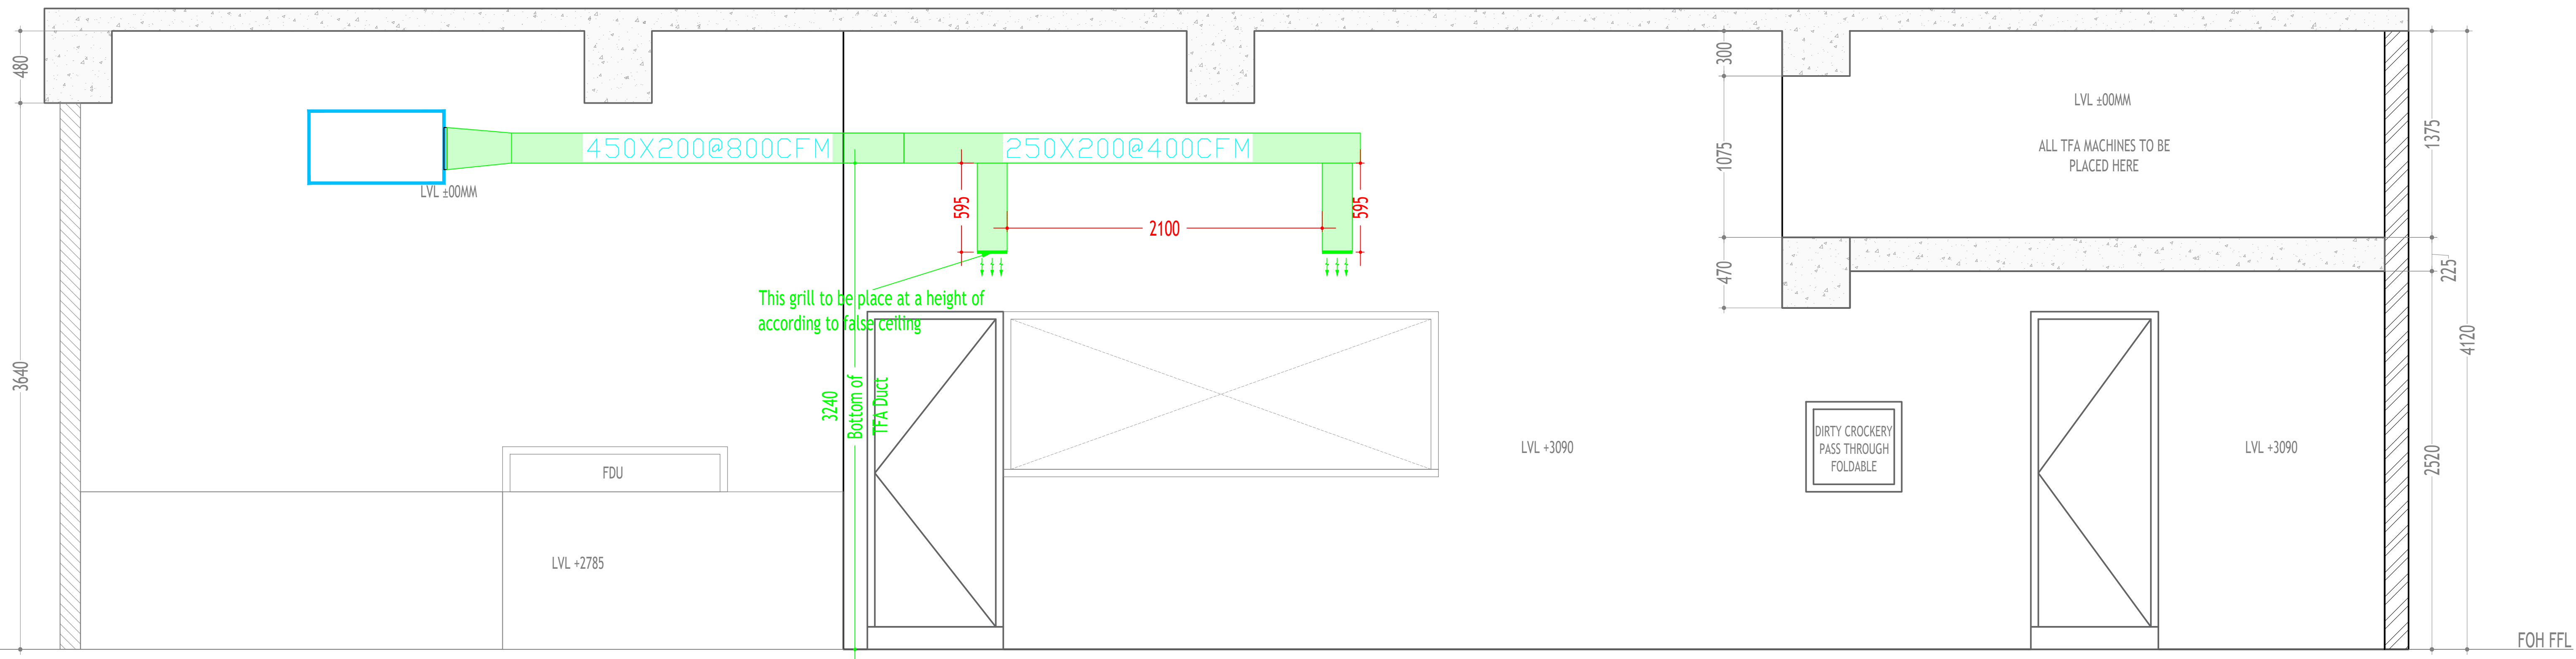 480
300
LVL ±00MM
1375
450X200@800CFM
250X200@400CFM
ALL TFA MACHINES TO BE
PLACED HERE
1075
LVL ±00MM
595
595
2100
470
225
This grill to be place at a height of
according to false ceiling
4120
3640
3240
Bottom of
TFA Duct
DIRTY CROCKERY
PASS THROUGH
FOLDABLE
LVL +3090
LVL +3090
2520
FDU
LVL +2785
FOH FFL